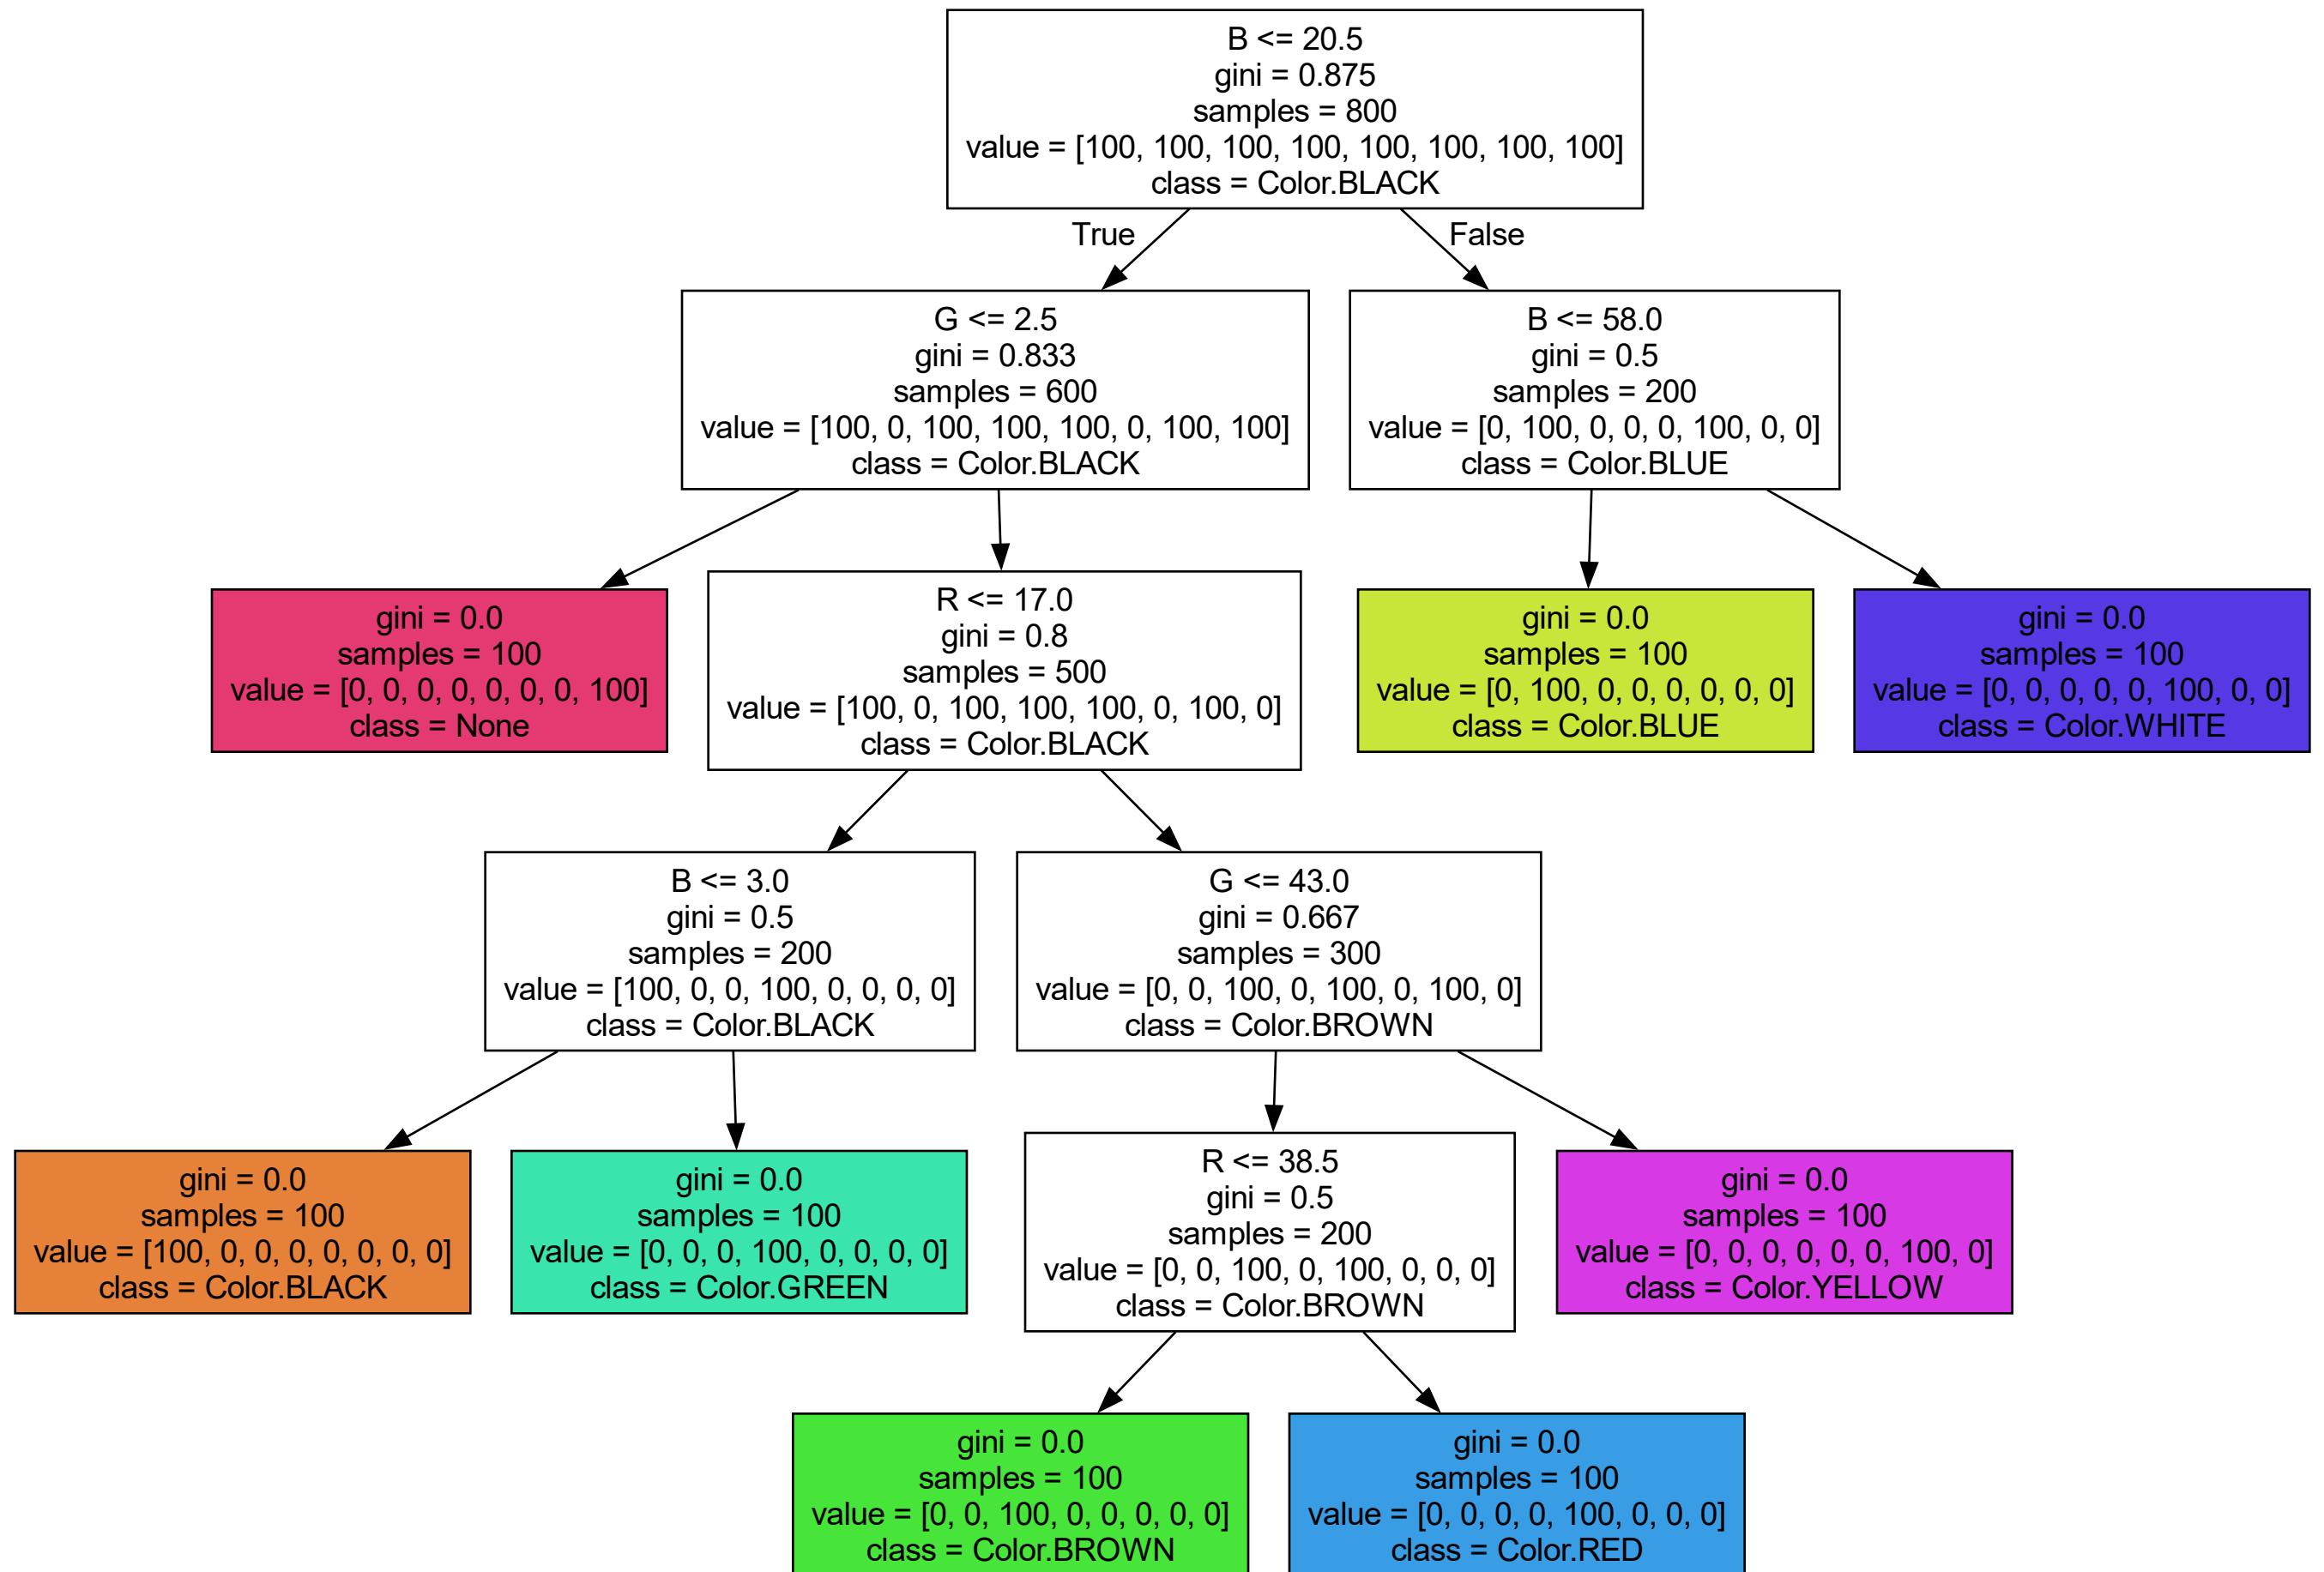 B <= 20.5
gini = 0.875
samples = 800
value = [100, 100, 100, 100, 100, 100, 100, 100]
class = Color.BLACK
True
False
G <= 2.5
gini = 0.833
samples = 600
value = [100, 0, 100, 100, 100, 0, 100, 100]
class = Color.BLACK
B <= 58.0
gini = 0.5
samples = 200
value = [0, 100, 0, 0, 0, 100, 0, 0]
class = Color.BLUE
gini = 0.0
samples = 100
value = [0, 0, 0, 0, 0, 0, 0, 100]
class = None
R <= 17.0
gini = 0.8
samples = 500
value = [100, 0, 100, 100, 100, 0, 100, 0]
class = Color.BLACK
gini = 0.0
samples = 100
value = [0, 100, 0, 0, 0, 0, 0, 0]
class = Color.BLUE
gini = 0.0
samples = 100
value = [0, 0, 0, 0, 0, 100, 0, 0]
class = Color.WHITE
B <= 3.0
gini = 0.5
samples = 200
value = [100, 0, 0, 100, 0, 0, 0, 0]
class = Color.BLACK
G <= 43.0
gini = 0.667
samples = 300
value = [0, 0, 100, 0, 100, 0, 100, 0]
class = Color.BROWN
gini = 0.0
samples = 100
value = [100, 0, 0, 0, 0, 0, 0, 0]
class = Color.BLACK
gini = 0.0
samples = 100
value = [0, 0, 0, 100, 0, 0, 0, 0]
class = Color.GREEN
R <= 38.5
gini = 0.5
samples = 200
value = [0, 0, 100, 0, 100, 0, 0, 0]
class = Color.BROWN
gini = 0.0
samples = 100
value = [0, 0, 0, 0, 0, 0, 100, 0]
class = Color.YELLOW
gini = 0.0
samples = 100
value = [0, 0, 100, 0, 0, 0, 0, 0]
class = Color.BROWN
gini = 0.0
samples = 100
value = [0, 0, 0, 0, 100, 0, 0, 0]
class = Color.RED